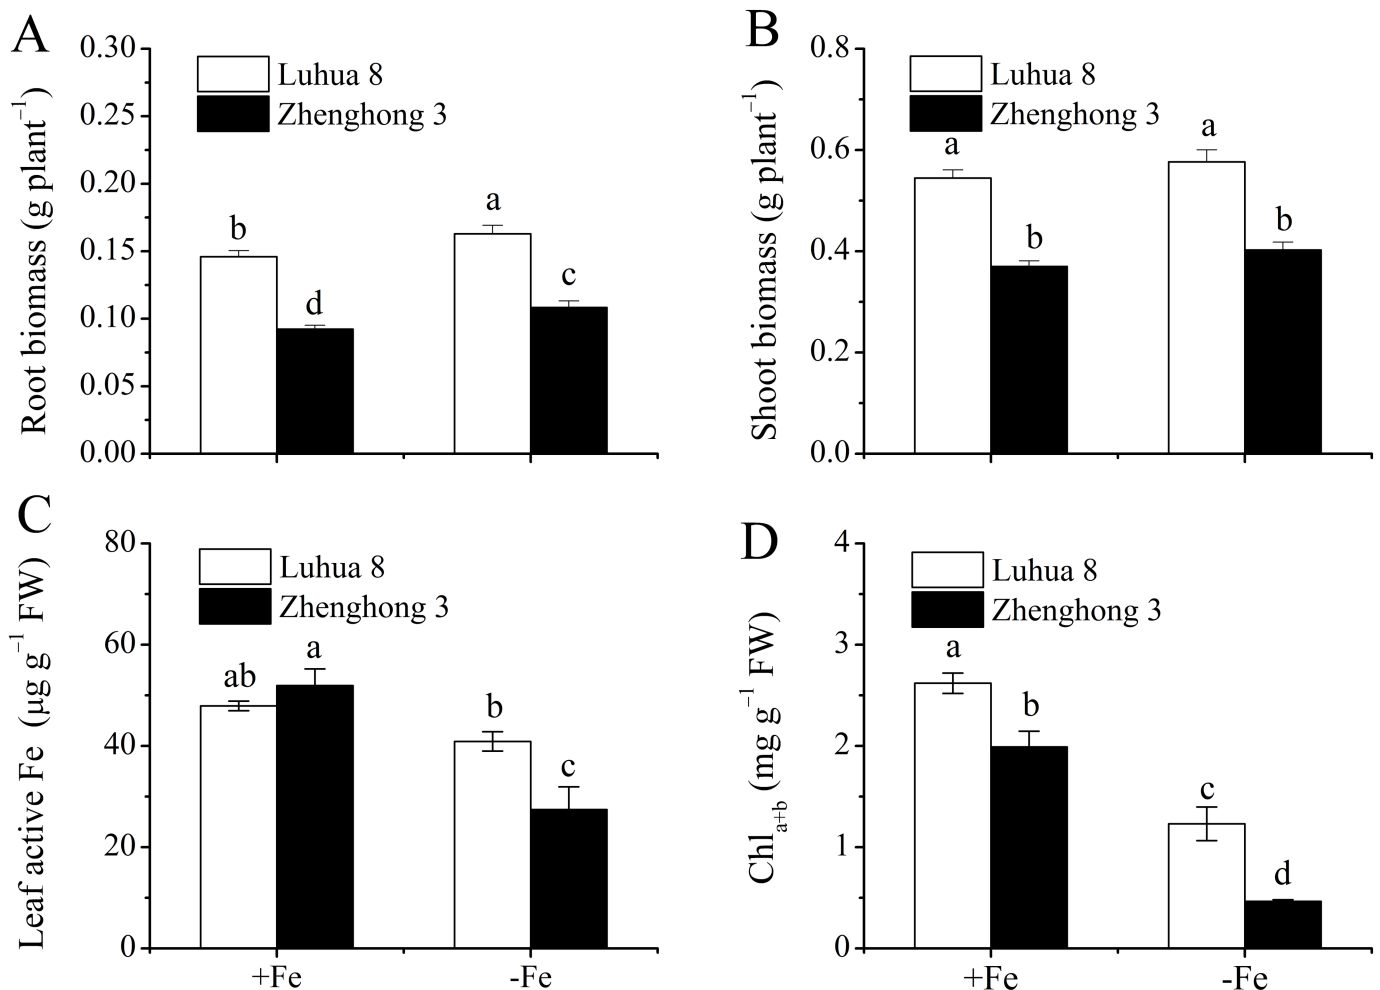 A
0.30
0.25
0.20
0.15
0.10
0.05
0.00
Root biomass (g plant⁻¹)
Luhua 8
Zhenghong 3
b
d
a
c
B
0.8
0.6
0.4
0.2
0.0
Shoot biomass (g plant⁻¹)
Luhua 8
Zhenghong 3
a
b
a
b
C
80
60
40
20
0
Leaf active Fe (μg g⁻¹ FW)
Luhua 8
Zhenghong 3
ab
a
b
c
+Fe
-Fe
D
4
3
2
1
0
Chla+b (mg g⁻¹ FW)
Luhua 8
Zhenghong 3
a
b
c
d
+Fe
-Fe